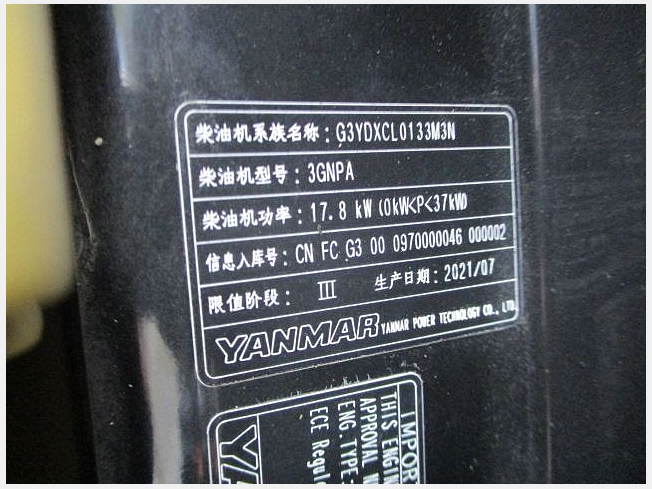 柴油机系族名称：G3YDXCL0133M3N
柴油机型号：3GNPA
柴油机功率：17.8 kW (0kW<P<37kW)
信息入库号：CN FC G3 00 0970000046 000002
限值阶段：Ⅲ 生产日期：2021/07
YANMAR YANMAR POWER TECHNOLOGY CO., LTD.
IMPOR
THIS ENGIN
APPROVAL N
ENG.TYPE-
ECE Regul
YA